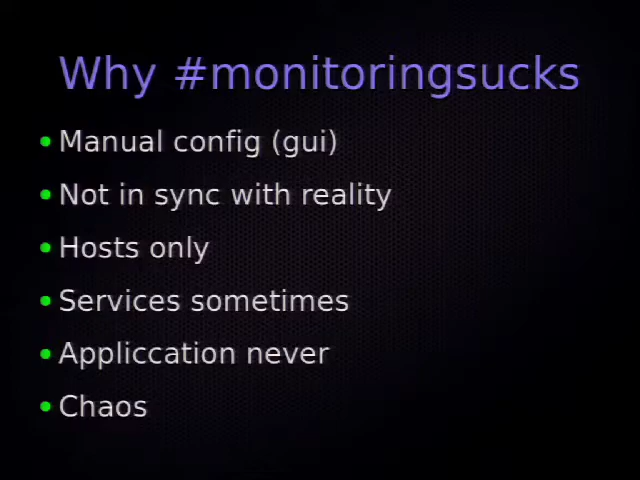 Why #monitoringsucks
Manual config (gui)
Not in sync with reality
Hosts only
Services sometimes
Appliccation never
Chaos